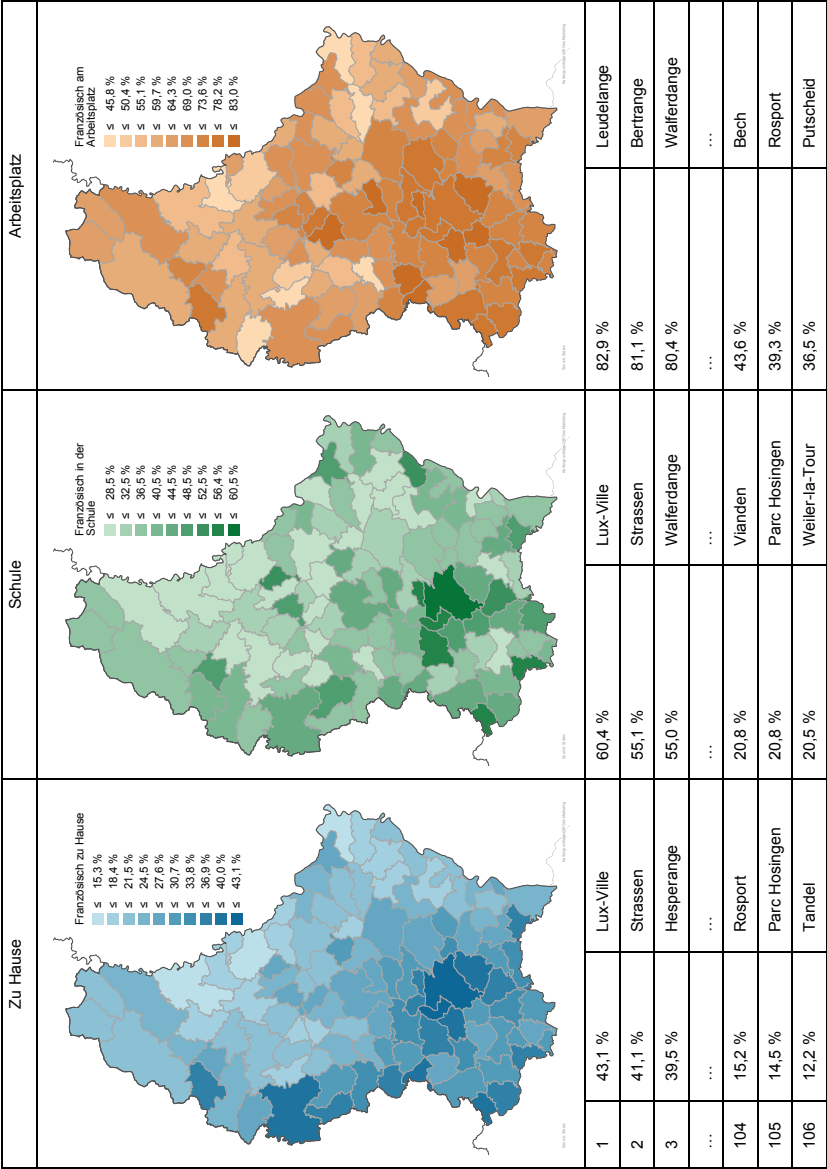 Zu Hause
Schule
Arbeitsplatz
Französisch zu Hause
≤ 15,3 %
≤ 18,4 %
≤ 21,5 %
≤ 24,5 %
≤ 27,6 %
≤ 30,7 %
≤ 33,8 %
≤ 36,9 %
≤ 40,0 %
≤ 43,1 %
Französisch in der
Schule
≤ 28,5 %
≤ 32,5 %
≤ 36,5 %
≤ 40,5 %
≤ 44,5 %
≤ 48,5 %
≤ 52,5 %
≤ 56,4 %
≤ 60,5 %
Französisch am
Arbeitsplatz
≤ 45,8 %
≤ 50,4 %
≤ 55,1 %
≤ 59,7 %
≤ 64,3 %
≤ 69,0 %
≤ 73,6 %
≤ 78,2 %
≤ 83,0 %
1 43,1 % Lux-Ville 60,4 % Lux-Ville 82,9 % Leudelange
2 41,1 % Strassen 55,1 % Strassen 81,1 % Bertrange
3 39,5 % Hesperange 55,0 % Walferdange 80,4 % Walferdange
… … … … … … …
104 15,2 % Rosport 20,8 % Vianden 43,6 % Bech
105 14,5 % Parc Hosingen 20,8 % Parc Hosingen 39,3 % Rosport
106 12,2 % Tandel 20,5 % Weiler-la-Tour 36,5 % Putscheid